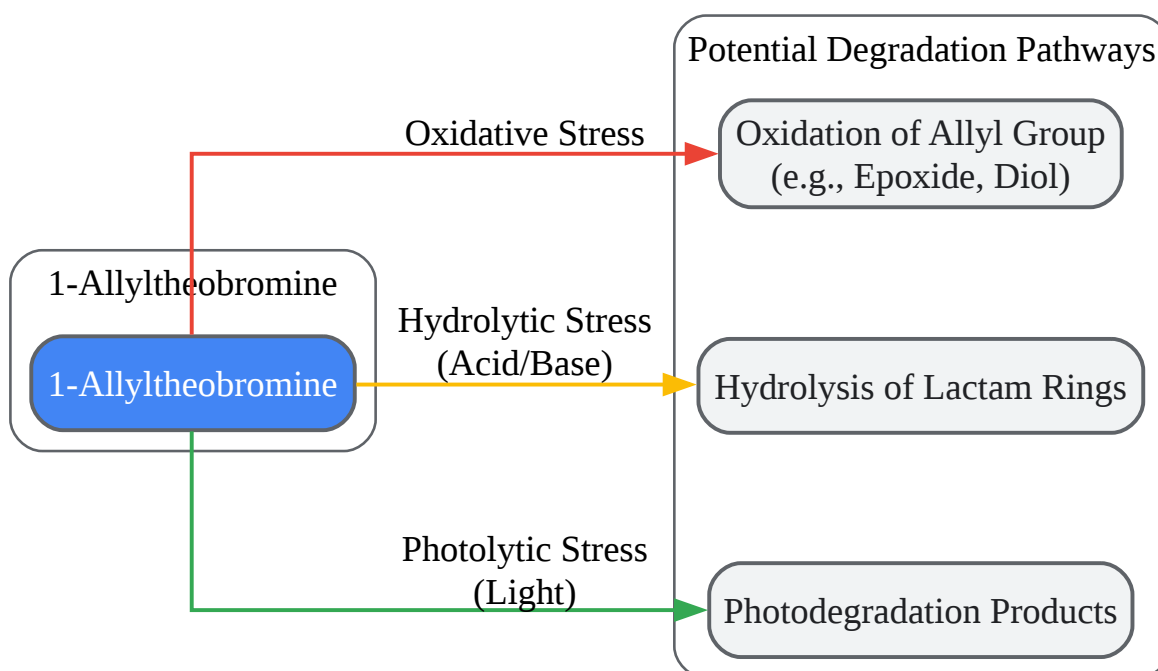 Potential Degradation Pathways
Oxidative Stress
Oxidation of Allyl Group
(e.g., Epoxide, Diol)
1-Allyltheobromine
1-Allyltheobromine
Hydrolytic Stress
(Acid/Base)
Hydrolysis of Lactam Rings
Photolytic Stress
(Light)
Photodegradation Products